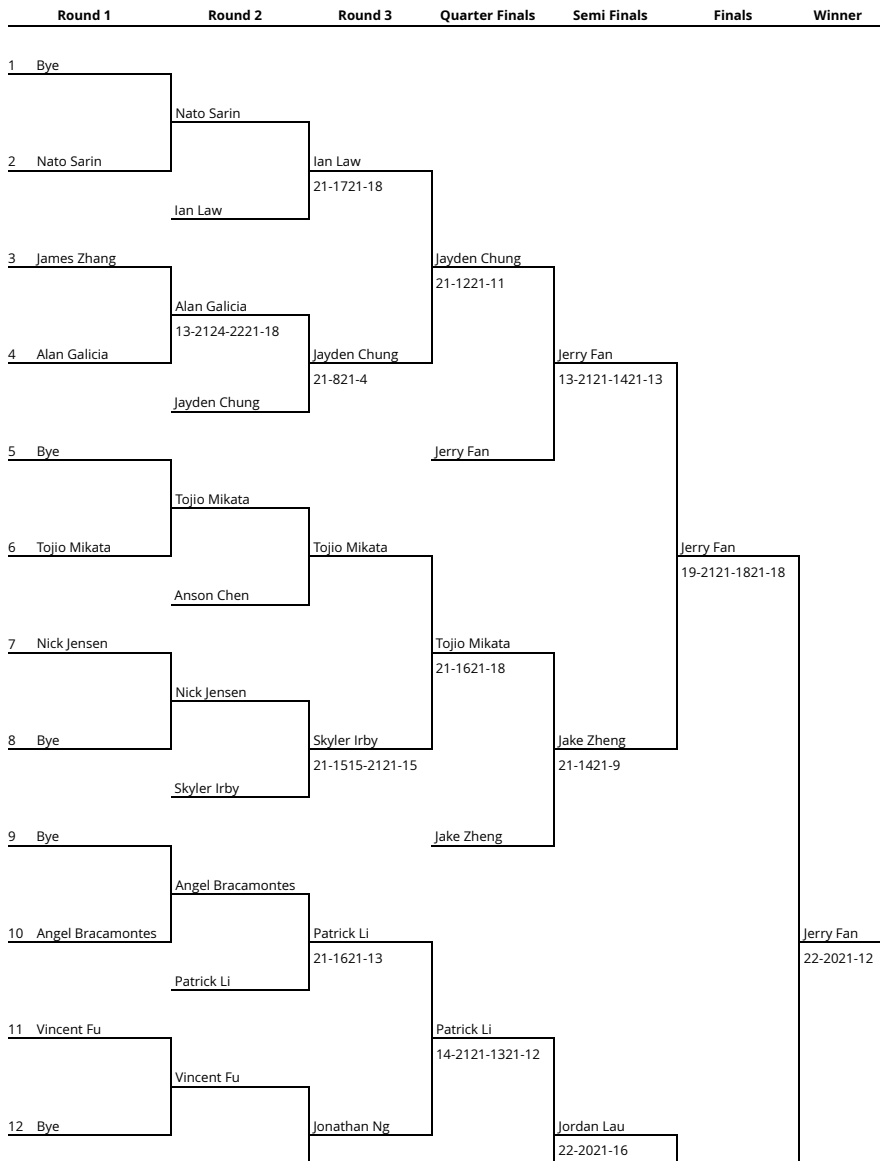 Round 1 Round 2 Round 3 Quarter Finals Semi Finals Finals Winner
1 Bye
Nato Sarin
2 Nato Sarin Ian Law
21-1721-18
Ian Law
3 James Zhang Jayden Chung
21-1221-11
Alan Galicia
13-2124-2221-18
4 Alan Galicia Jayden Chung Jerry Fan
21-821-4 13-2121-1421-13
Jayden Chung
5 Bye Jerry Fan
Tojio Mikata
6 Tojio Mikata Tojio Mikata Jerry Fan
19-2121-1821-18
Anson Chen
7 Nick Jensen Tojio Mikata
21-1621-18
Nick Jensen
8 Bye Skyler Irby Jake Zheng
21-1515-2121-15 21-1421-9
Skyler Irby
9 Bye Jake Zheng
Angel Bracamontes
10 Angel Bracamontes Patrick Li Jerry Fan
21-1621-13 22-2021-12
Patrick Li
11 Vincent Fu Patrick Li
14-2121-1321-12
Vincent Fu
12 Bye Jonathan Ng Jordan Lau
22-2021-16